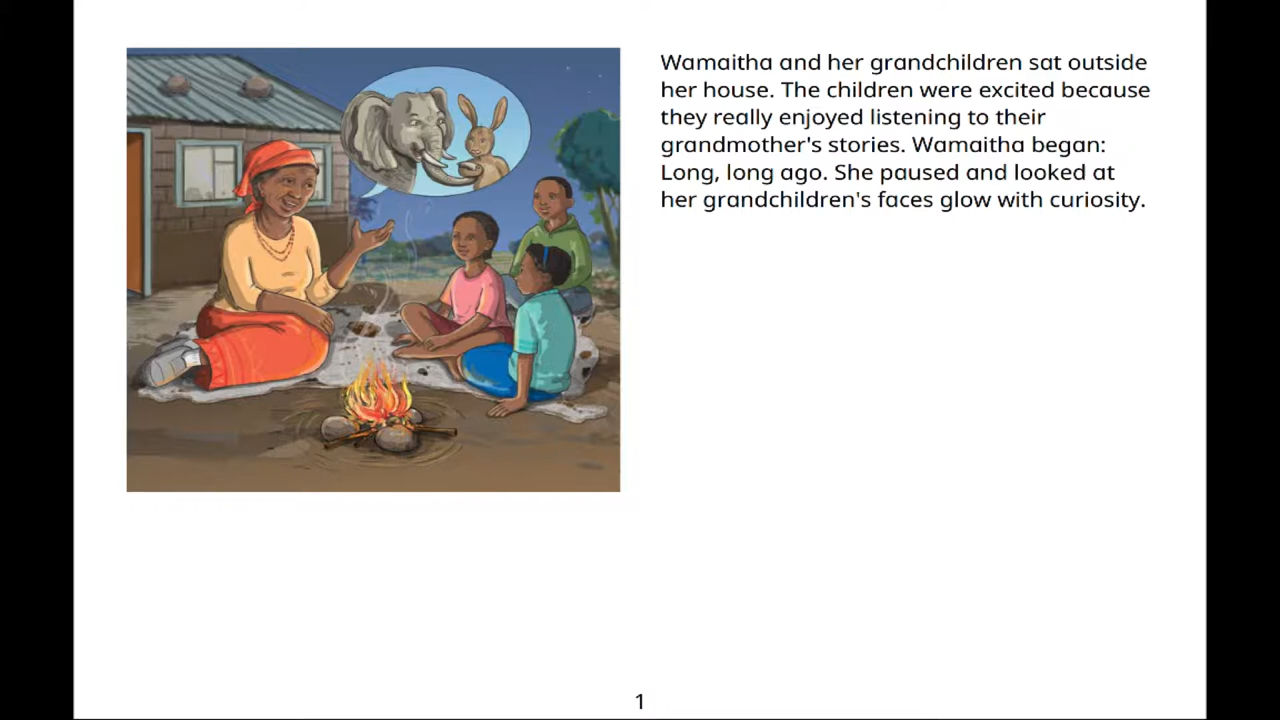 Wamaitha and her grandchildren sat outside
her house. The children were excited because
they really enjoyed listening to their
grandmother's stories. Wamaitha began:
Long, long ago. She paused and looked at
her grandchildren's faces glow with curiosity.
1